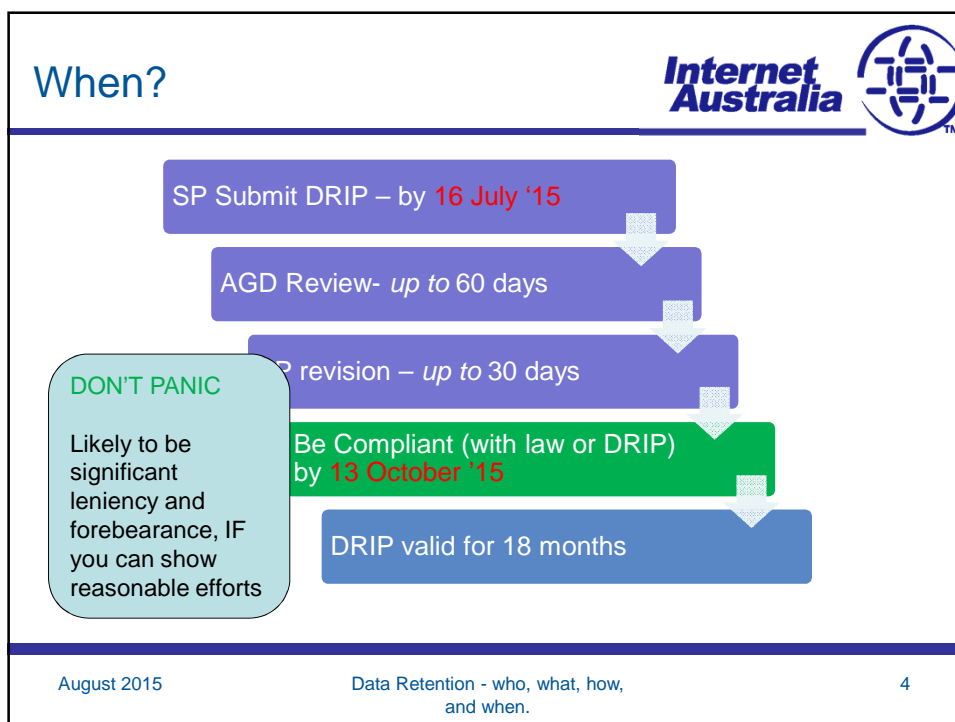 When?
Internet
Australia
TM
SP Submit DRIP – by 16 July ‘15
AGD Review- up to 60 days
P revision – up to 30 days
DON’T PANIC
Likely to be
significant
leniency and
forebearance, IF
you can show
reasonable efforts
Be Compliant (with law or DRIP)
by 13 October ’15
DRIP valid for 18 months
August 2015
Data Retention - who, what, how,
and when.
4